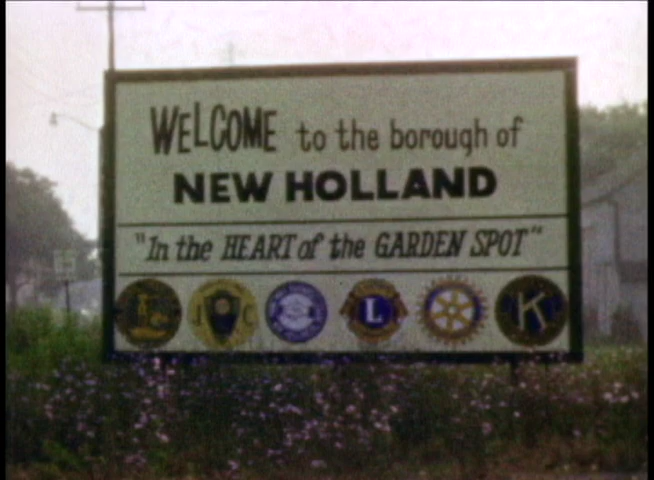 WELCOME to the borough of
NEW HOLLAND
"In the HEART of the GARDEN SPOT"
J C
L
K